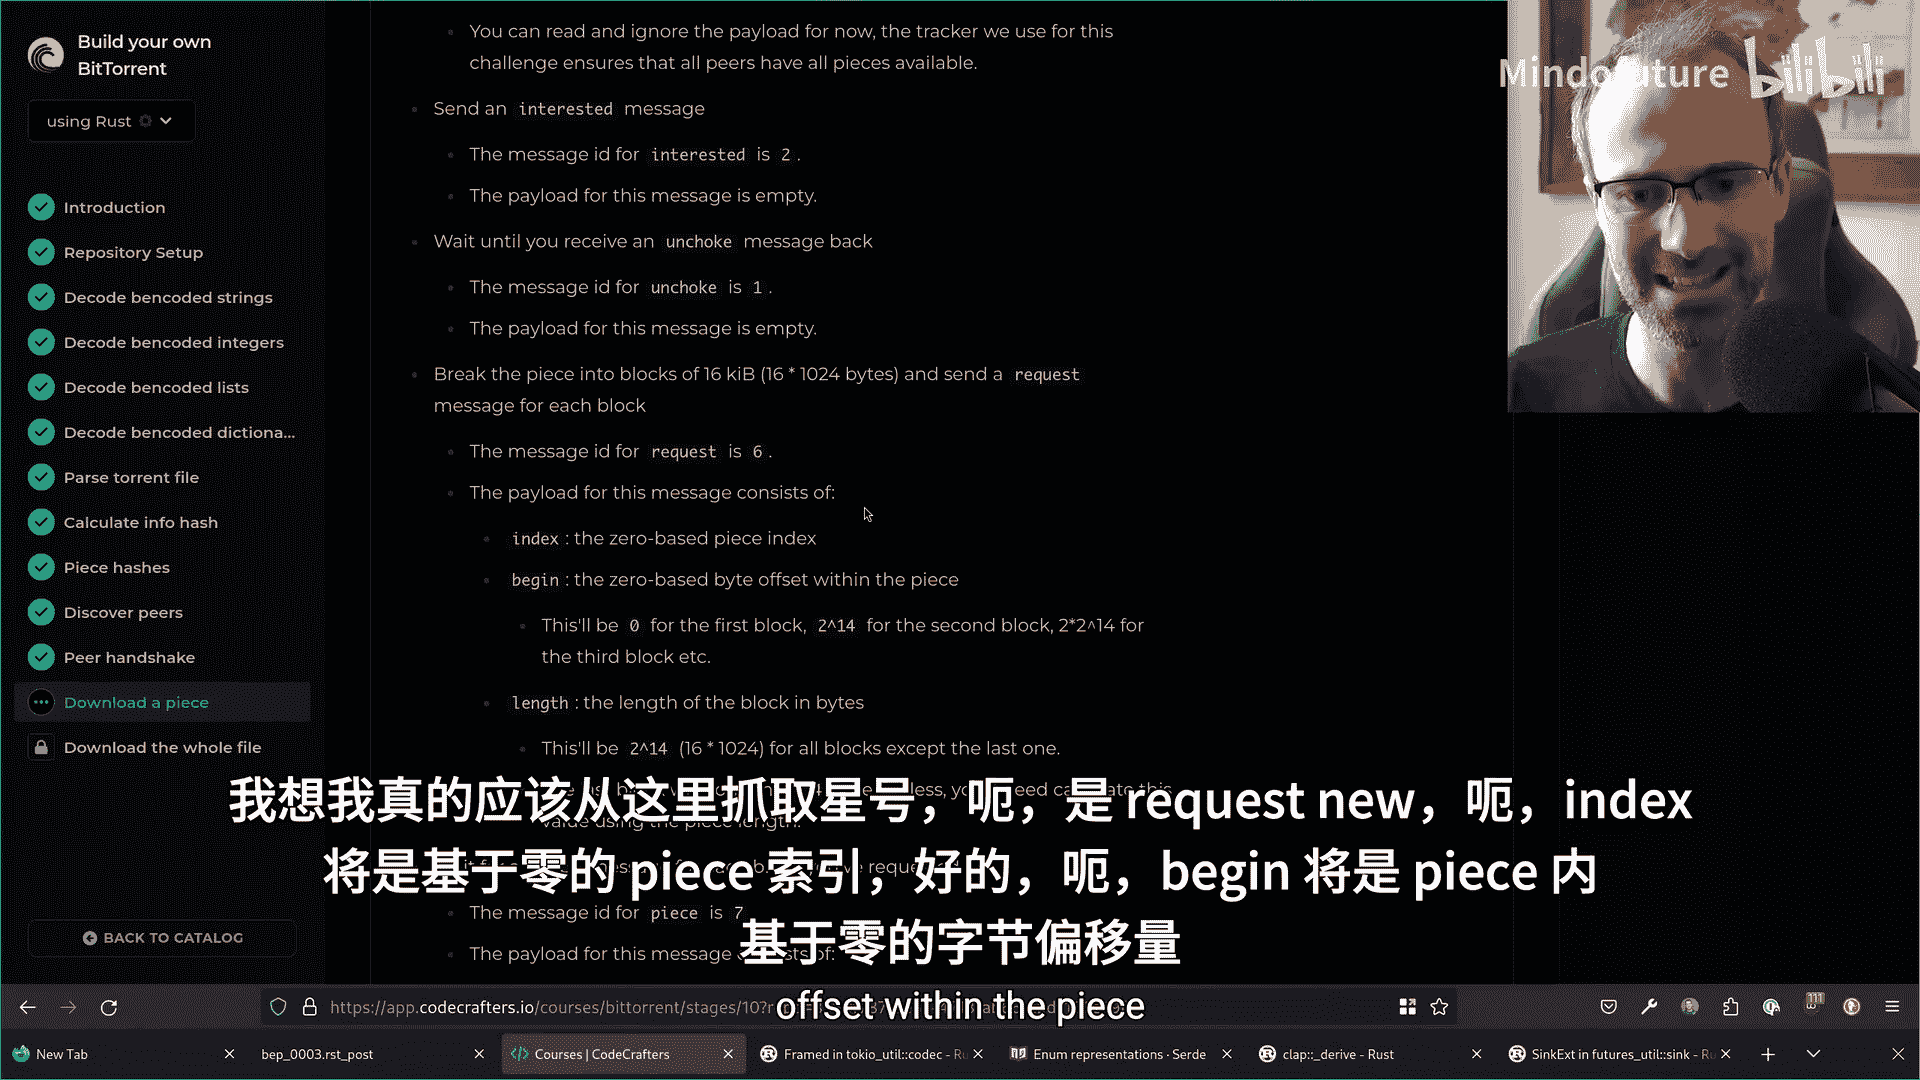 Build your own
BitTorrent
using Rust
Introduction
Repository Setup
Decode bencoded strings
Decode bencoded integers
Decode bencoded lists
Decode bencoded dictiona...
Parse torrent file
Calculate info hash
Piece hashes
Discover peers
Peer handshake
Download a piece
Download the whole file
BACK TO CATALOG
You can read and ignore the payload for now, the tracker we use for this
challenge ensures that all peers have all pieces available.
Send an interested message
The message id for interested is 2.
The payload for this message is empty.
Wait until you receive an unchoke message back
The message id for unchoke is 1.
The payload for this message is empty.
Break the piece into blocks of 16 kiB (16 * 1024 bytes) and send a request
message for each block
The message id for request is 6.
The payload for this message consists of:
index: the zero-based piece index
begin: the zero-based byte offset within the piece
This'll be 0 for the first block, 2^14 for the second block, 2*2^14 for
the third block etc.
length: the length of the block in bytes
This'll be 2^14 (16 * 1024) for all blocks except the last one.
value using the piece length.
The message id for piece is 7
The payload for this message
Mindofuture bilibili
我想我真的应该从这里抓取星号，呃，是 request new，呃，index
将是基于零的 piece 索引，好的，呃，begin 将是 piece 内
基于零的字节偏移量
offset within the piece
https://app.codecrafters.io/courses/bittorrent/stages/10?r
111
New Tab
bep_0003.rst_post
Courses | CodeCrafters
Framed in tokio_util::codec - Ru
Enum representations · Serde
clap::_derive - Rust
SinkExt in futures_util::sink - Ru